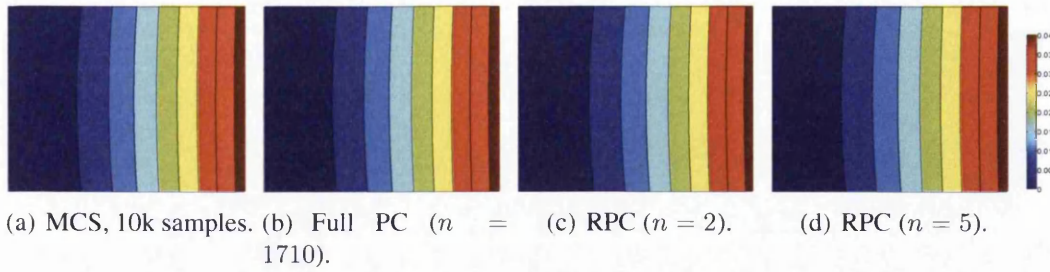 (a) MCS, 10k samples. (b) Full PC (n = (c) RPC (n = 2). (d) RPC (n = 5).
1710).